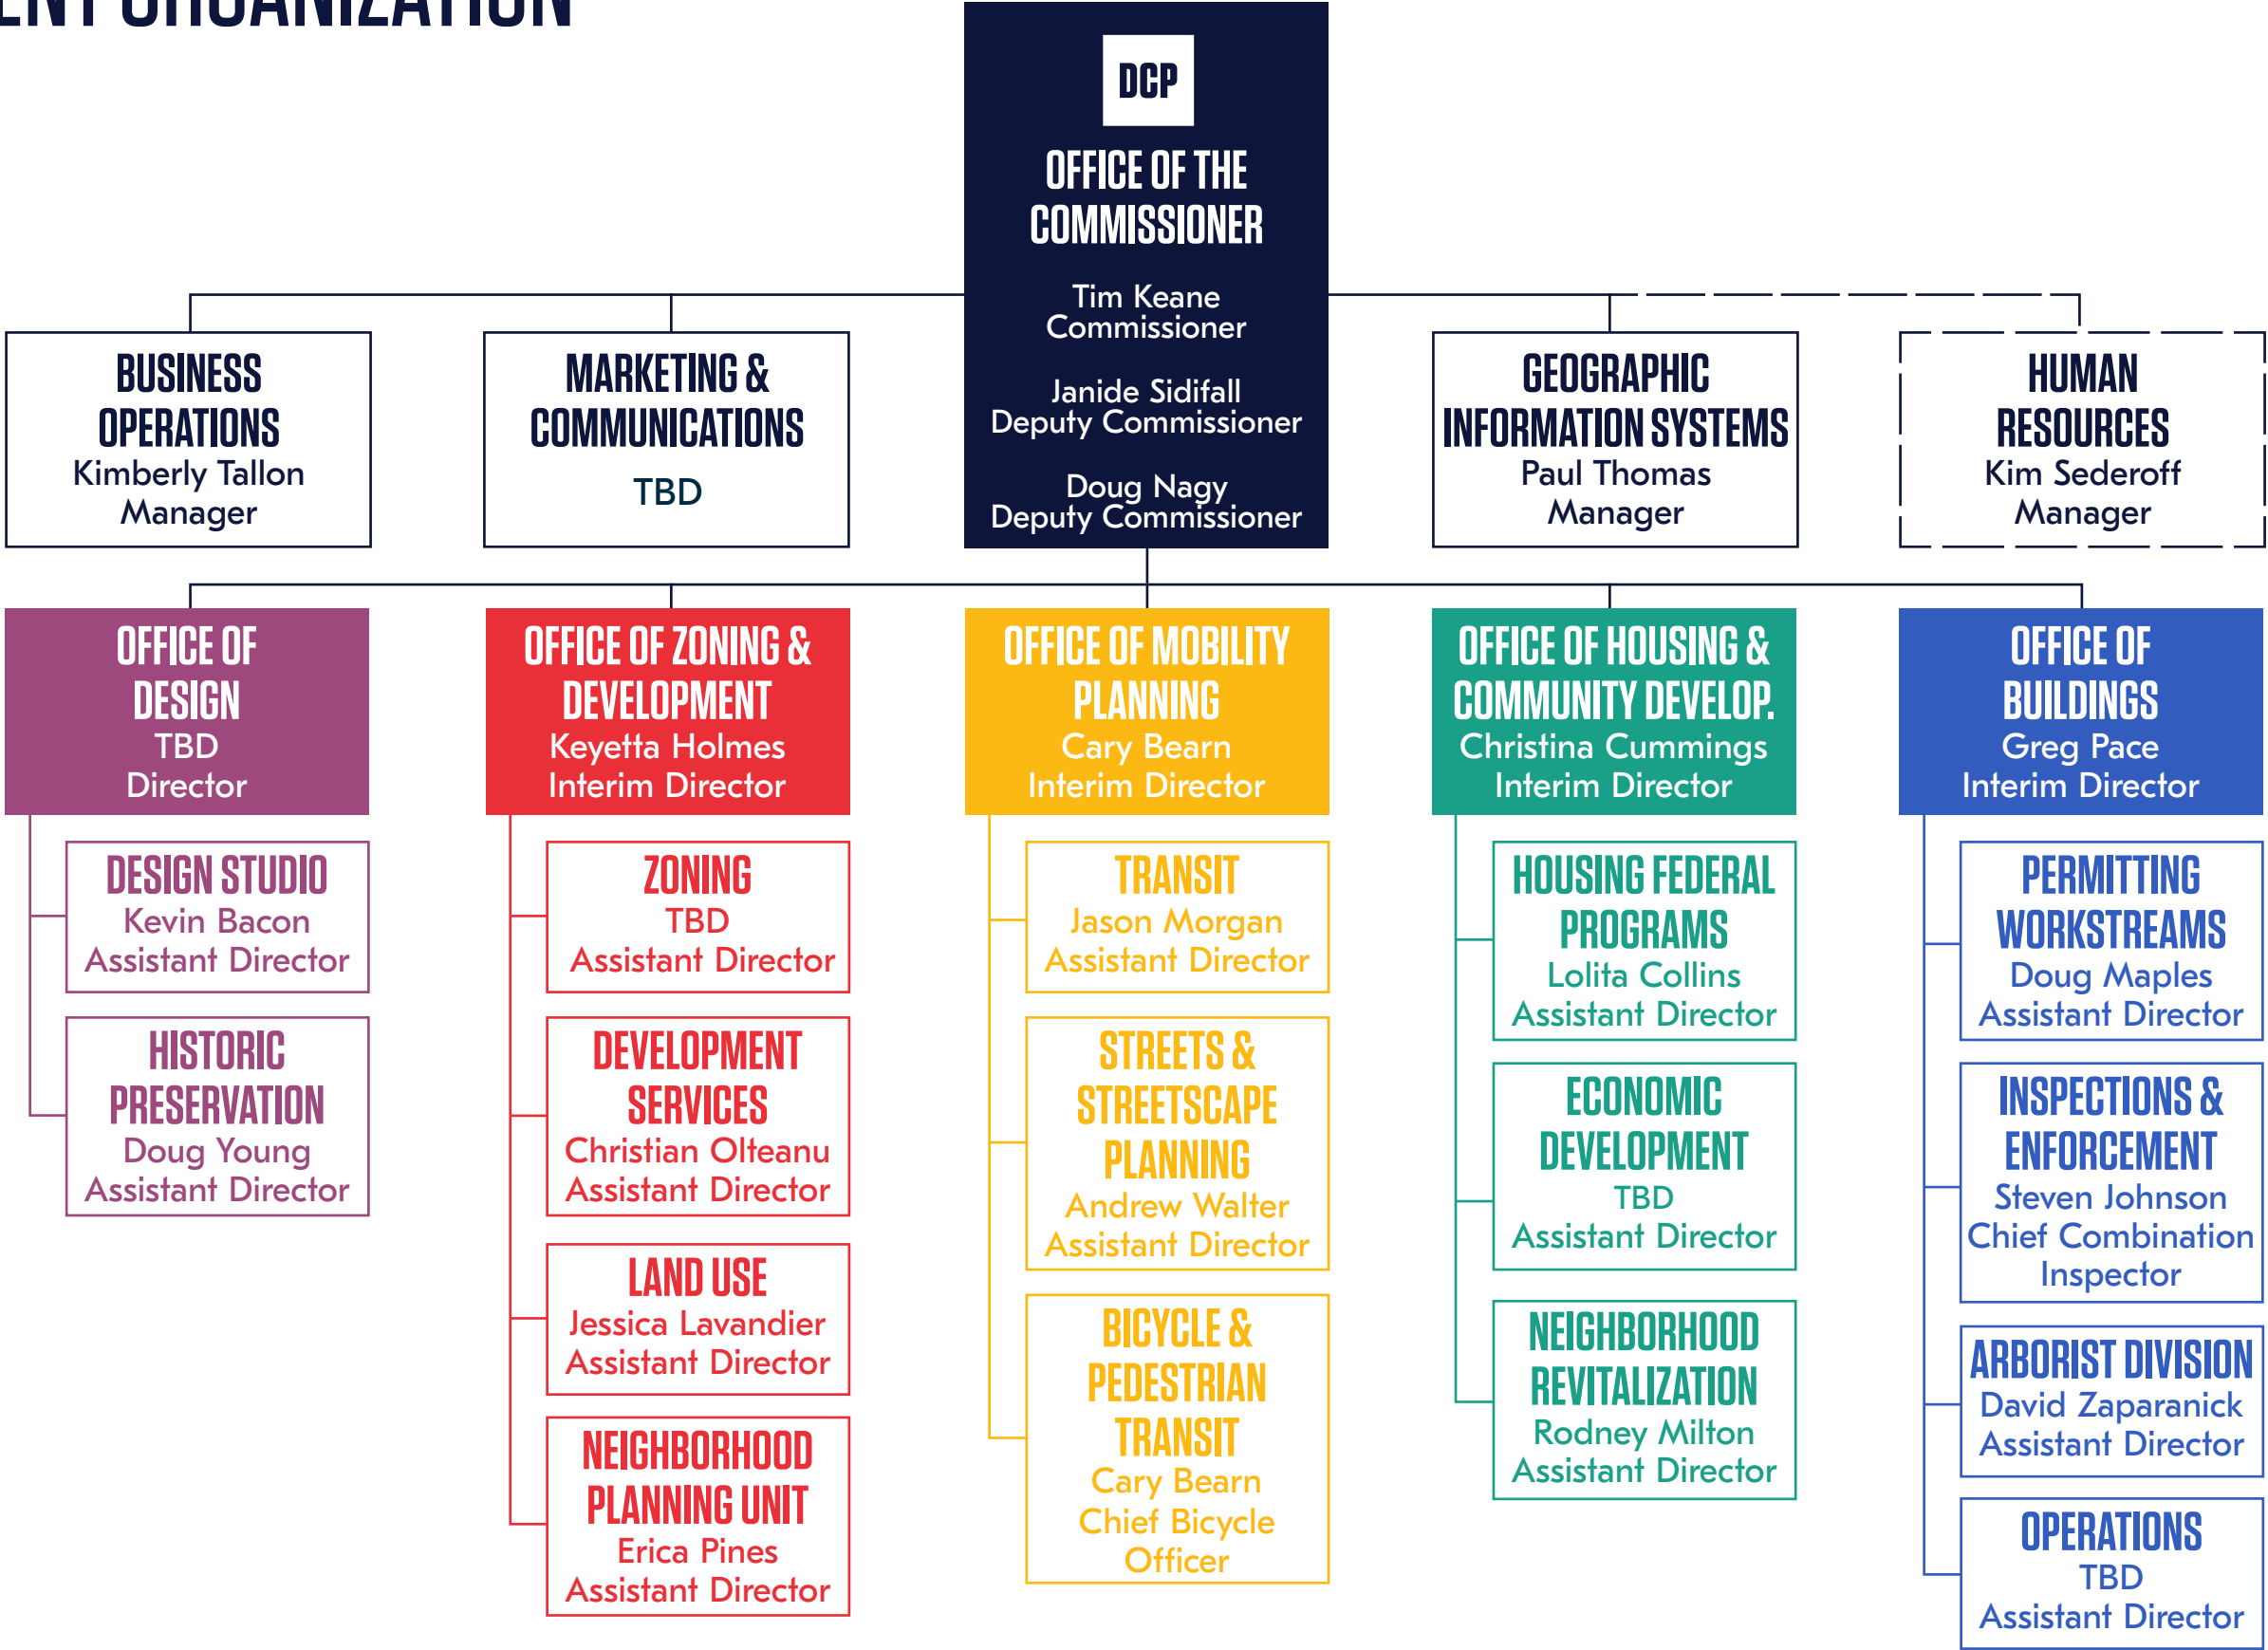 ORGANIZATION
DCP
OFFICE OF THE
COMMISSIONER
Tim Keane
Commissioner
Janide Sidifall
Deputy Commissioner
Doug Nagy
Deputy Commissioner
BUSINESS
OPERATIONS
Kimberly Tallon
Manager
MARKETING &
COMMUNICATIONS
TBD
GEOGRAPHIC
INFORMATION SYSTEMS
Paul Thomas
Manager
HUMAN
RESOURCES
Kim Sederoff
Manager
OFFICE OF
DESIGN
TBD
Director
DESIGN STUDIO
Kevin Bacon
Assistant Director
HISTORIC
PRESERVATION
Doug Young
Assistant Director
OFFICE OF ZONING &
DEVELOPMENT
Keyetta Holmes
Interim Director
ZONING
TBD
Assistant Director
DEVELOPMENT
SERVICES
Christian Olteanu
Assistant Director
LAND USE
Jessica Lavandier
Assistant Director
NEIGHBORHOOD
PLANNING UNIT
Erica Pines
Assistant Director
OFFICE OF MOBILITY
PLANNING
Cary Bearn
Interim Director
TRANSIT
Jason Morgan
Assistant Director
STREETS &
STREETSCAPE
PLANNING
Andrew Walter
Assistant Director
BICYCLE &
PEDESTRIAN
TRANSIT
Cary Bearn
Chief Bicycle
Officer
OFFICE OF HOUSING &
COMMUNITY DEVELOP.
Christina Cummings
Interim Director
HOUSING FEDERAL
PROGRAMS
Lolita Collins
Assistant Director
ECONOMIC
DEVELOPMENT
TBD
Assistant Director
NEIGHBORHOOD
REVITALIZATION
Rodney Milton
Assistant Director
OFFICE OF
BUILDINGS
Greg Pace
Interim Director
PERMITTING
WORKSTREAMS
Doug Maples
Assistant Director
INSPECTIONS &
ENFORCEMENT
Steven Johnson
Chief Combination
Inspector
ARBORIST DIVISION
David Zaparanick
Assistant Director
OPERATIONS
TBD
Assistant Director